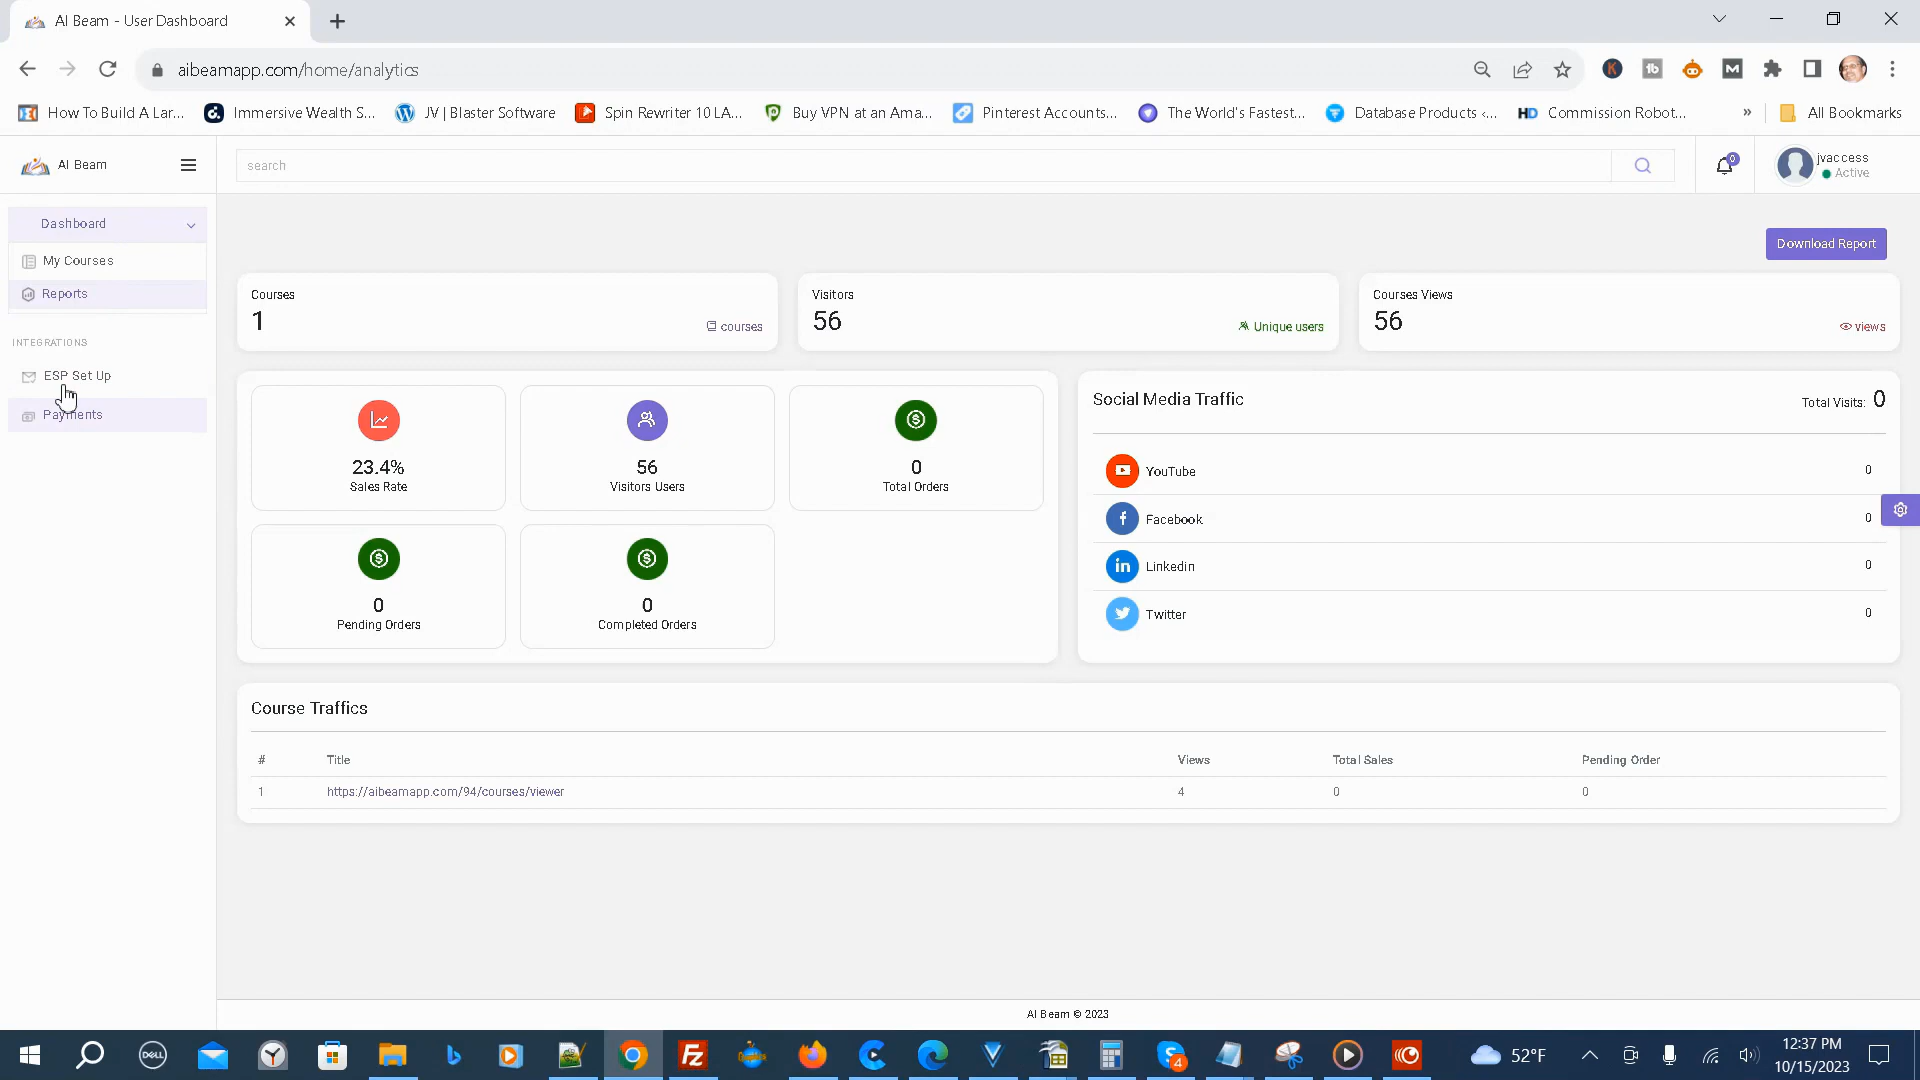 AI Beam - User Dashboard
aibeamapp.com/home/analytics
How To Build A Lar...
Immersive Wealth S...
JV | Blaster Software
Spin Rewriter 10 LA...
Buy VPN at an Ama...
Pinterest Accounts...
The World's Fastest...
Database Products ‹...
HD Commission Robot...
»
All Bookmarks
AI Beam
search
0
jvaccess
Active
Dashboard
My Courses
Reports
INTEGRATIONS
ESP Set Up
Payments
Download Report
Courses
1
courses
Visitors
56
Unique users
Courses Views
56
views
23.4%
Sales Rate
56
Visitors Users
0
Total Orders
0
Pending Orders
0
Completed Orders
Social Media Traffic
Total Visits: 0
YouTube 0
Facebook 0
Linkedin 0
Twitter 0
Course Traffics
# Title Views Total Sales Pending Order
1 https://aibeamapp.com/94/courses/viewer 4 0 0
AI Beam © 2023
DELL
4
52°F
12:37 PM
10/15/2023